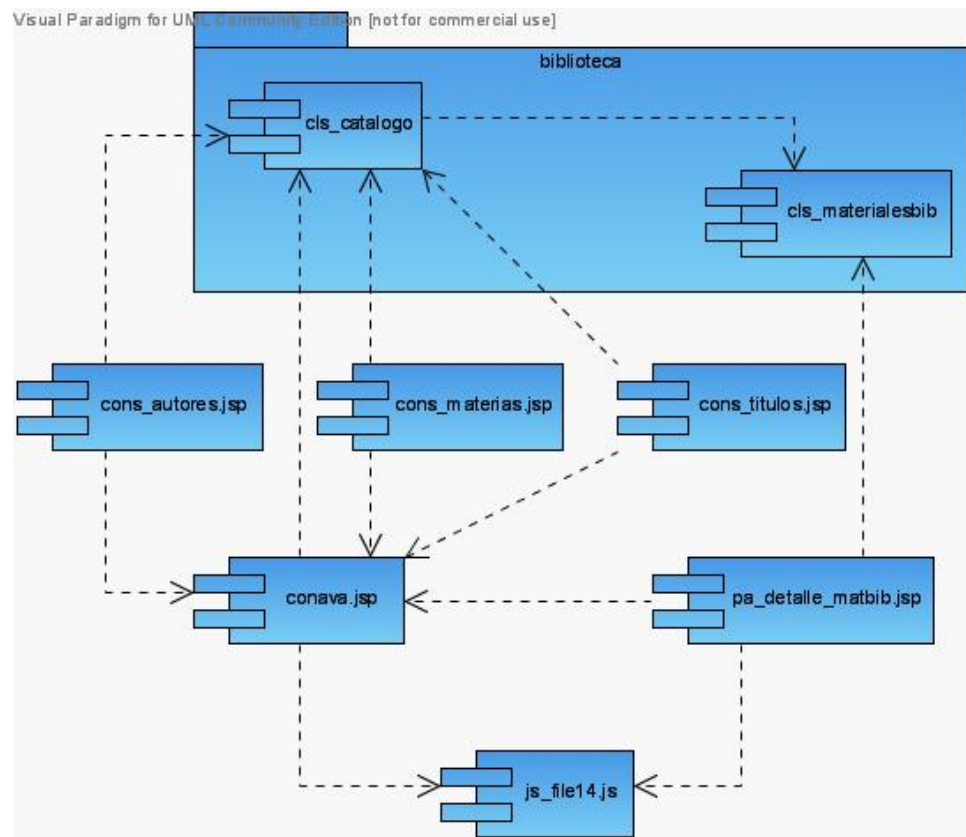 Visual Paradigm for UML Community Edition [not for commercial use]
biblioteca
cls_catalogo
cls_materialesbib
cons_autores.jsp
cons_materias.jsp
cons_titulos.jsp
conava.jsp
pa_detalle_matbib.jsp
js_file14.js